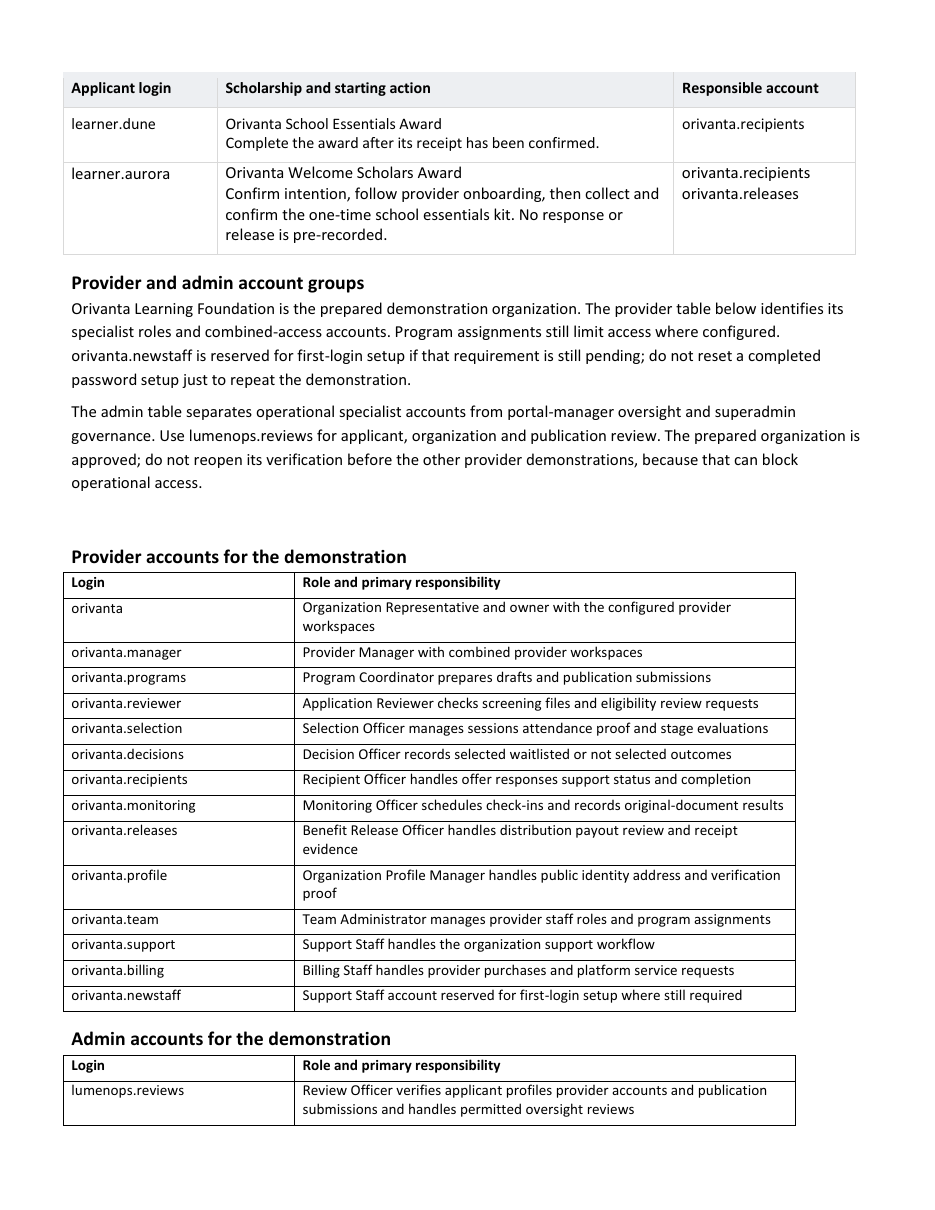 Applicant login Scholarship and starting action Responsible account
learner.dune Orivanta School Essentials Award orivanta.recipients
Complete the award after its receipt has been confirmed.
learner.aurora Orivanta Welcome Scholars Award orivanta.recipients
Confirm intention, follow provider onboarding, then collect and orivanta.releases
confirm the one-time school essentials kit. No response or
release is pre-recorded.
Provider and admin account groups
Orivanta Learning Foundation is the prepared demonstration organization. The provider table below identifies its
specialist roles and combined-access accounts. Program assignments still limit access where configured.
orivanta.newstaff is reserved for first-login setup if that requirement is still pending; do not reset a completed
password setup just to repeat the demonstration.
The admin table separates operational specialist accounts from portal-manager oversight and superadmin
governance. Use lumenops.reviews for applicant, organization and publication review. The prepared organization is
approved; do not reopen its verification before the other provider demonstrations, because that can block
operational access.
Provider accounts for the demonstration
Login Role and primary responsibility
orivanta Organization Representative and owner with the configured provider
workspaces
orivanta.manager Provider Manager with combined provider workspaces
orivanta.programs Program Coordinator prepares drafts and publication submissions
orivanta.reviewer Application Reviewer checks screening files and eligibility review requests
orivanta.selection Selection Officer manages sessions attendance proof and stage evaluations
orivanta.decisions Decision Officer records selected waitlisted or not selected outcomes
orivanta.recipients Recipient Officer handles offer responses support status and completion
orivanta.monitoring Monitoring Officer schedules check-ins and records original-document results
orivanta.releases Benefit Release Officer handles distribution payout review and receipt
evidence
orivanta.profile Organization Profile Manager handles public identity address and verification
proof
orivanta.team Team Administrator manages provider staff roles and program assignments
orivanta.support Support Staff handles the organization support workflow
orivanta.billing Billing Staff handles provider purchases and platform service requests
orivanta.newstaff Support Staff account reserved for first-login setup where still required
Admin accounts for the demonstration
Login Role and primary responsibility
lumenops.reviews Review Officer verifies applicant profiles provider accounts and publication
submissions and handles permitted oversight reviews